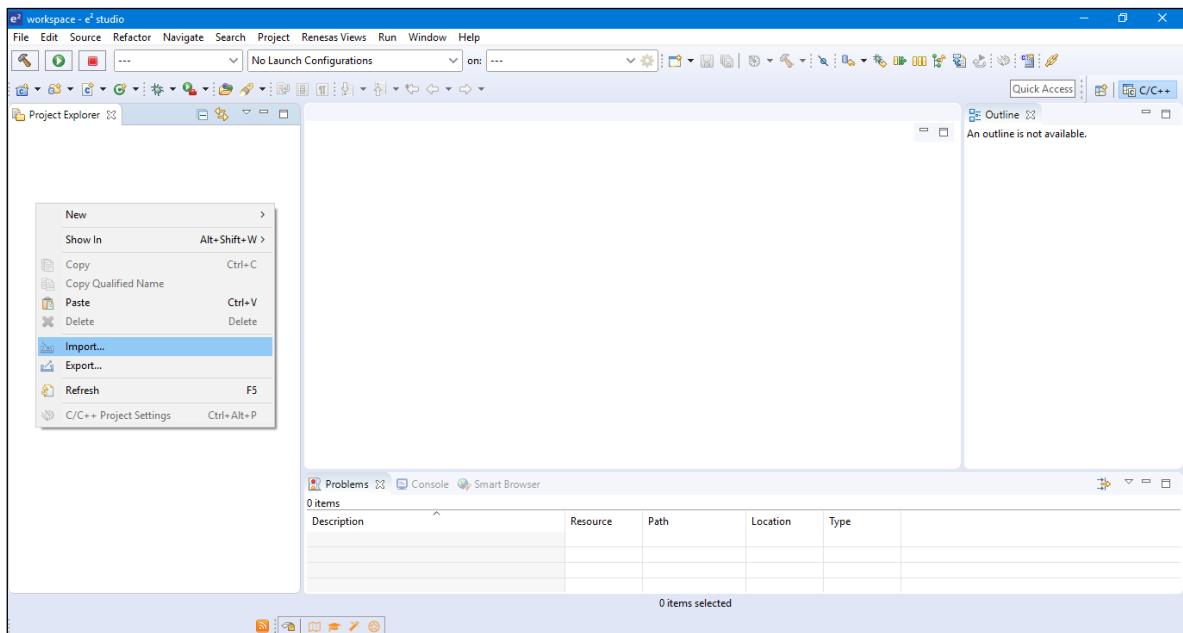 e² workspace - e² studio
File Edit Source Refactor Navigate Search Project Renesas Views Run Window Help
--- No Launch Configurations on: ---
Quick Access C/C++
Project Explorer
Outline
An outline is not available.
New
Show In Alt+Shift+W
Copy Ctrl+C
Copy Qualified Name
Paste Ctrl+V
Delete Delete
Import...
Export...
Refresh F5
C/C++ Project Settings Ctrl+Alt+P
Problems Console Smart Browser
0 items
Description Resource Path Location Type
0 items selected